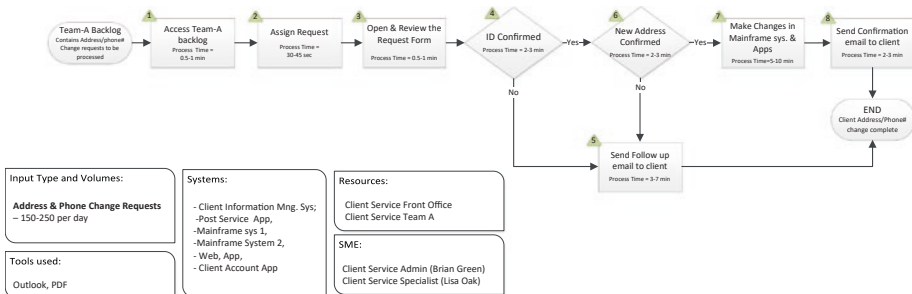 Team-A Backlog
Contains Address/phone#
Change requests to be
processed
1
Access Team-A
backlog
Process Time =
0.5-1 min
2
Assign Request
Process Time =
30-45 sec
3
Open & Review the
Request Form
Process Time = 0.5-1 min
4
ID Confirmed
Process Time = 2-3 min
Yes
No
6
New Address
Confirmed
Process Time = 2-3 min
Yes
No
7
Make Changes in
Mainframe sys. &
Apps
Process Time=5-10 min
8
Send Confirmation
email to client
Process Time = 2-3 min
END
Client Address/Phone#
change complete
5
Send Follow up
email to client
Process Time = 3-7 min
Input Type and Volumes:
Address & Phone Change Requests
– 150-250 per day
Tools used:
Outlook, PDF
Systems:
- Client Information Mng. Sys;
-Post Service App,
-Mainframe sys 1,
-Mainframe System 2,
- Web, App,
- Client Account App
Resources:
Client Service Front Office
Client Service Team A
SME:
Client Service Admin (Brian Green)
Client Service Specialist (Lisa Oak)